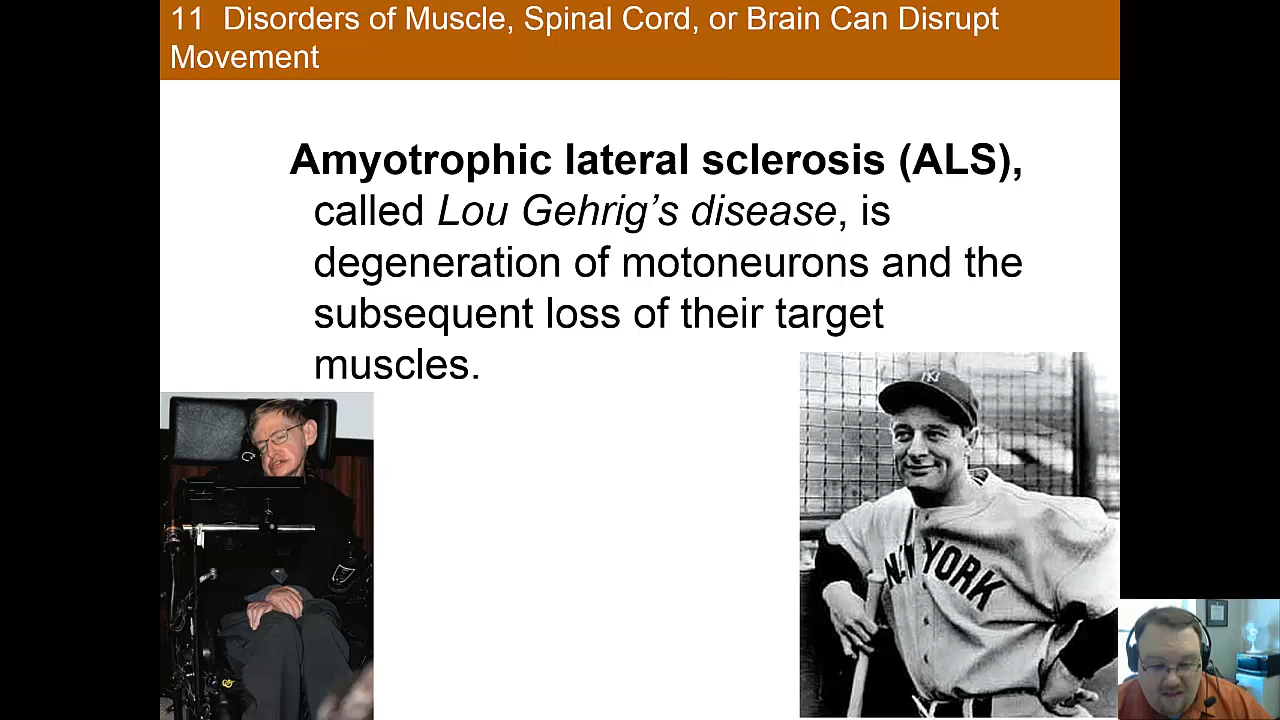 11 Disorders of Muscle, Spinal Cord, or Brain Can Disrupt
Movement
Amyotrophic lateral sclerosis (ALS),
called Lou Gehrig’s disease, is
degeneration of motoneurons and the
subsequent loss of their target
muscles.
NY
N. W YORK